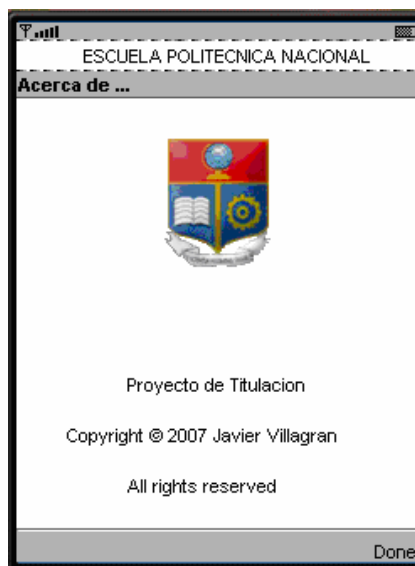 ESCUELA POLITECNICA NACIONAL
Acerca de ...
Proyecto de Titulacion
Copyright © 2007 Javier Villagran
All rights reserved
Done